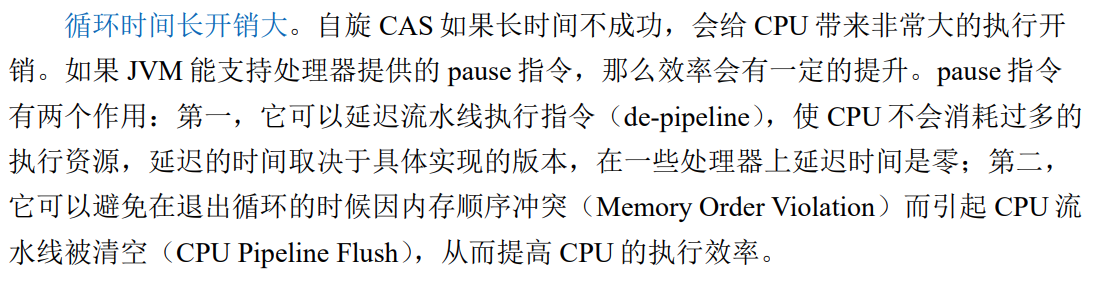 循环时间长开销大。自旋 CAS 如果长时间不成功，会给 CPU 带来非常大的执行开
销。如果 JVM 能支持处理器提供的 pause 指令，那么效率会有一定的提升。pause 指令
有两个作用：第一，它可以延迟流水线执行指令（de-pipeline），使 CPU 不会消耗过多的
执行资源，延迟的时间取决于具体实现的版本，在一些处理器上延迟时间是零；第二，
它可以避免在退出循环的时候因内存顺序冲突（Memory Order Violation）而引起 CPU 流
水线被清空（CPU Pipeline Flush），从而提高 CPU 的执行效率。